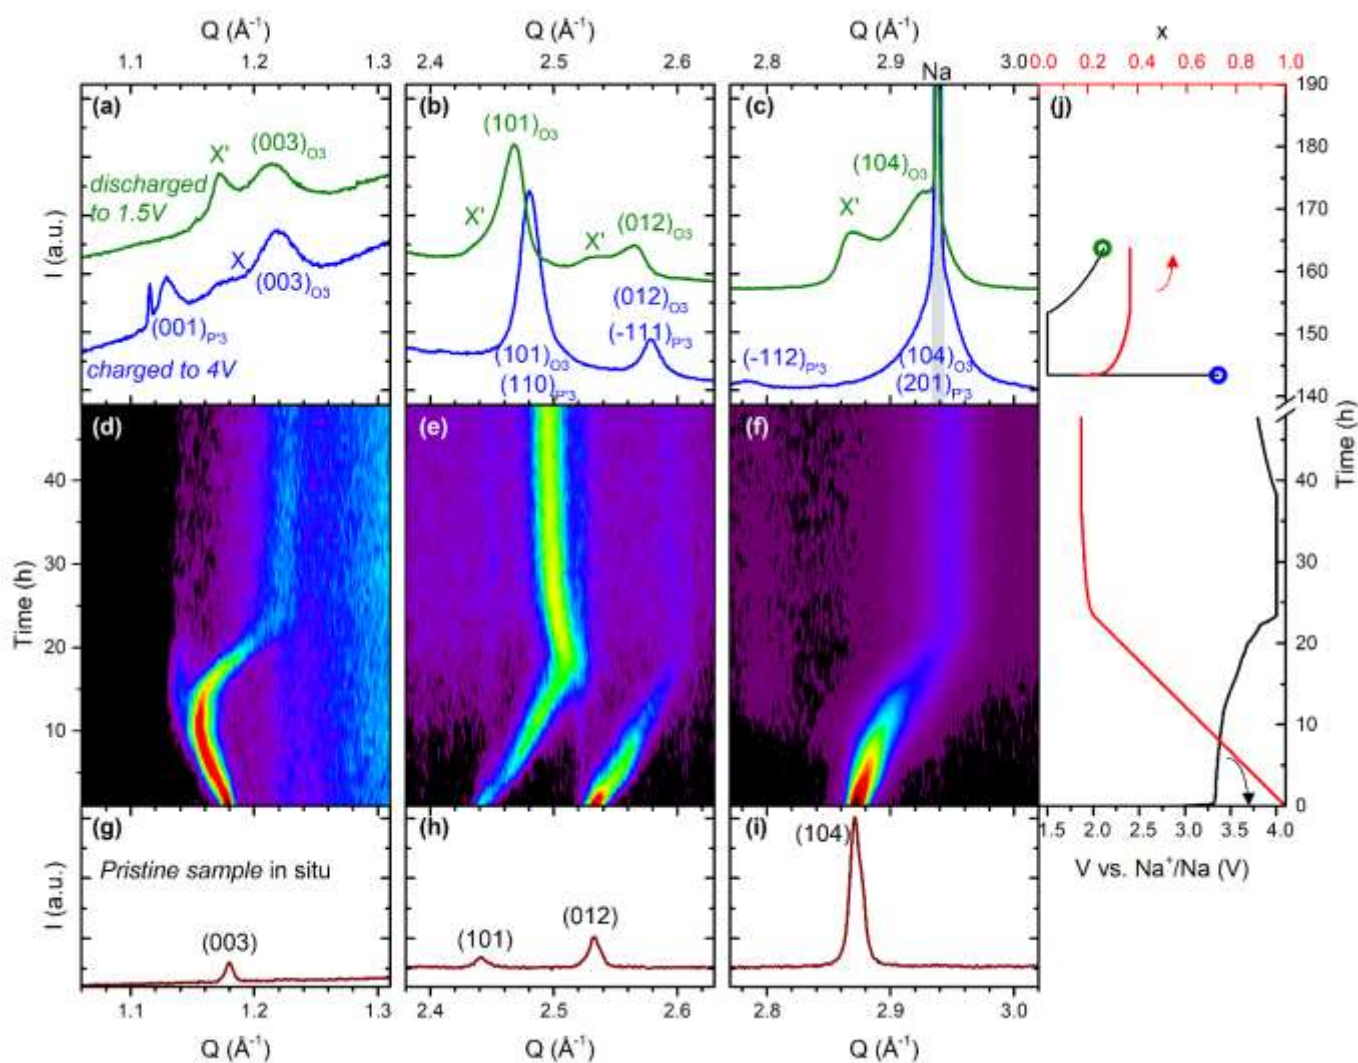 Q (Å⁻¹) Q (Å⁻¹) Q (Å⁻¹) x
1.1 1.2 1.3 2.4 2.5 2.6 2.8 2.9 3.0 0.0 0.2 0.4 0.6 0.8 1.0
Na
(a) (b) (c) (j)
I (a.u.)
X' (003)O3
discharged to 1.5V
X (003)O3
(001)P'3
charged to 4V
(101)O3
X' X' (012)O3
(012)O3
(-111)P'3
(101)O3
(110)P'3
(104)O3
X'
(-112)P'3 (104)O3
(201)P'3
190
180
170
160
150
140
Time (h)
(d) (e) (f)
Time (h)
40
30
20
10
40
30
20
10
0
1.5 2.0 2.5 3.0 3.5 4.0
V vs. Na⁺/Na (V)
(g) (h) (i)
I (a.u.)
Pristine sample in situ
(003)
(101) (012)
(104)
1.1 1.2 1.3 2.4 2.5 2.6 2.8 2.9 3.0
Q (Å⁻¹) Q (Å⁻¹) Q (Å⁻¹)